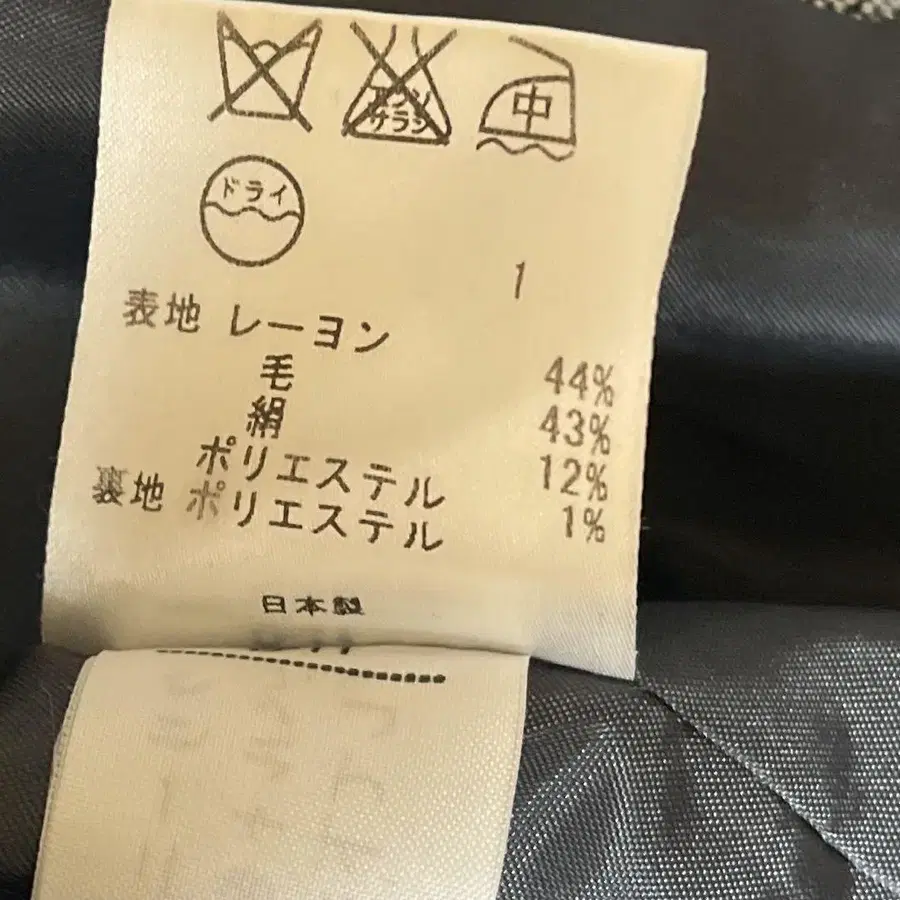 エンソ
サラシ
中
ドライ
1
表地 レーヨン 44%
毛 43%
絹 12%
ポリエステル 1%
裏地 ポリエステル
日本製